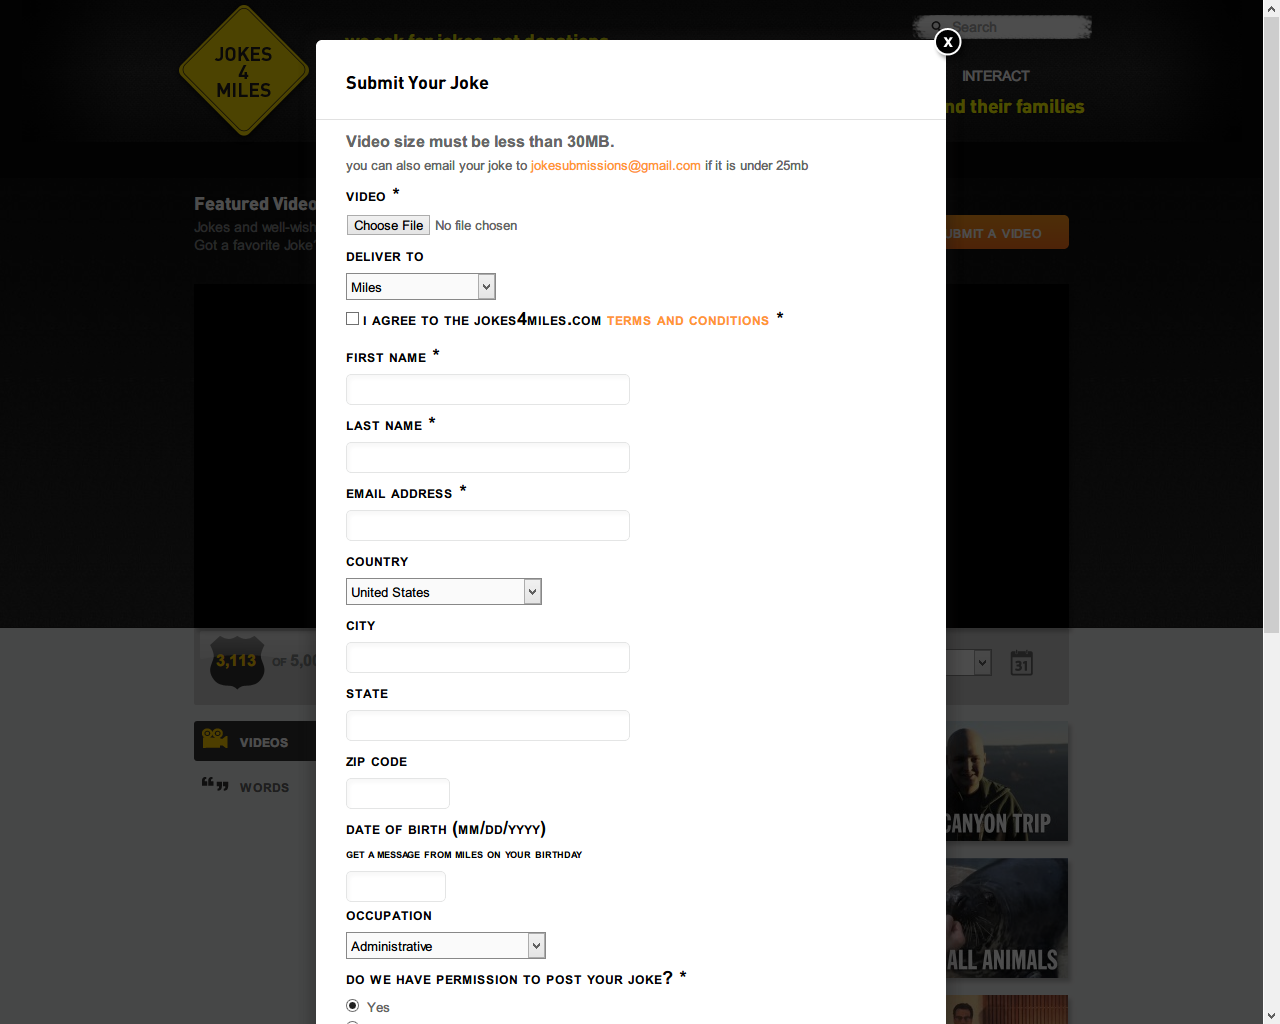 JOKES
4
MILES
Search
INTERACT
nd their families
x
Submit Your Joke
Video size must be less than 30MB.
you can also email your joke to jokesubmissions@gmail.com if it is under 25mb
VIDEO *
Choose File No file chosen
DELIVER TO
Miles
I AGREE TO THE JOKES4MILES.COM TERMS AND CONDITIONS *
FIRST NAME *
LAST NAME *
EMAIL ADDRESS *
COUNTRY
United States
CITY
STATE
ZIP CODE
DATE OF BIRTH (MM/DD/YYYY)
GET A MESSAGE FROM MILES ON YOUR BIRTHDAY
OCCUPATION
Administrative
DO WE HAVE PERMISSION TO POST YOUR JOKE? *
Yes
Featured Video
Jokes and well-wish
Got a favorite Joke?
UBMIT A VIDEO
3,113 OF 5,00
31
VIDEOS
WORDS
CANYON TRIP
ALL ANIMALS